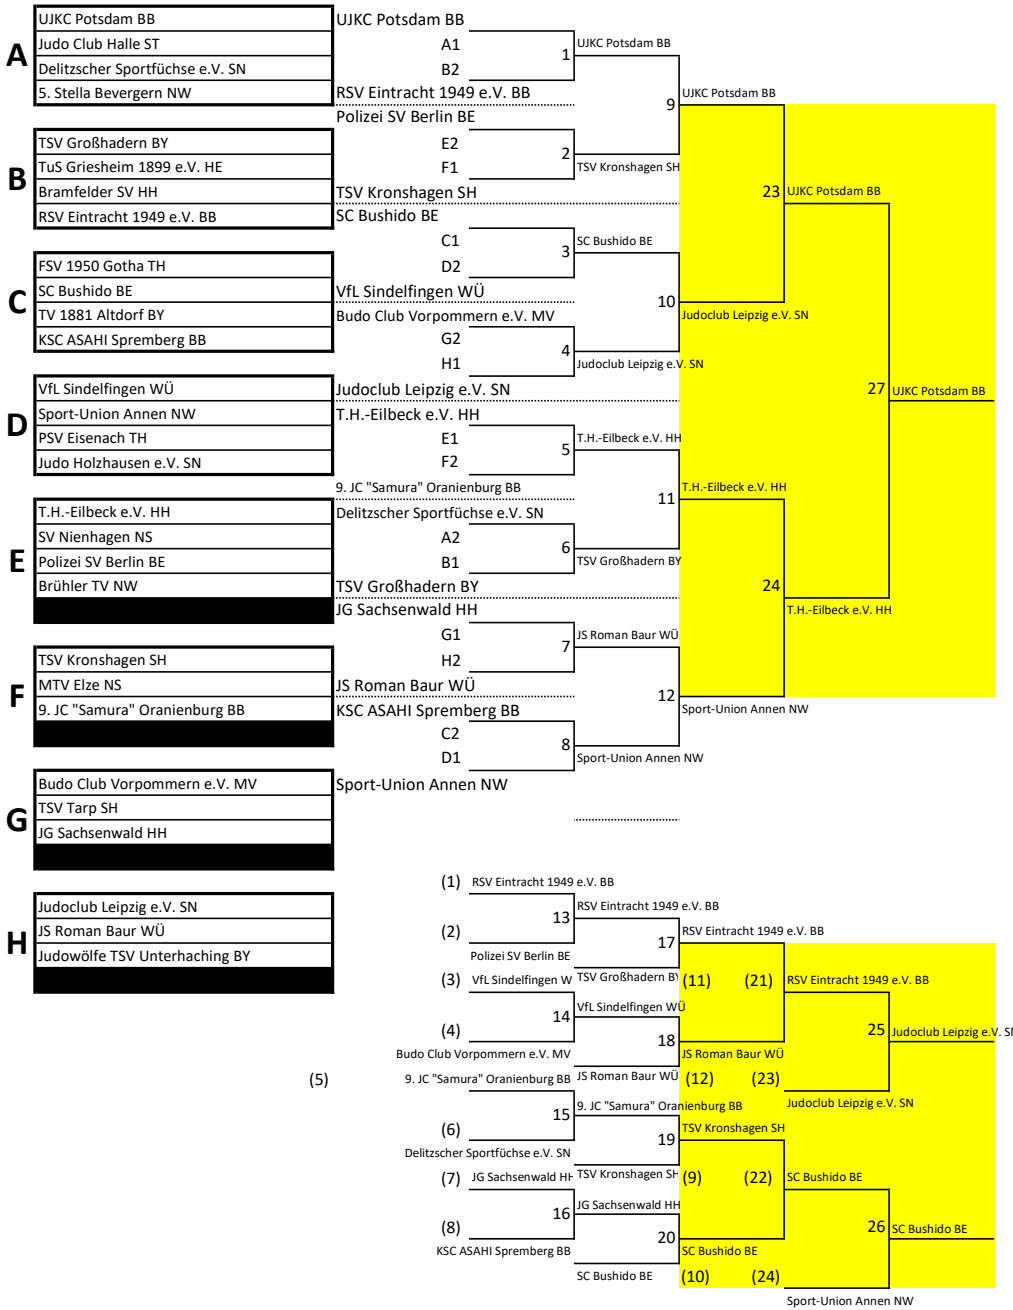 A
UJKC Potsdam BB
Judo Club Halle ST
Delitzscher Sportfüchse e.V. SN
5. Stella Bevergern NW
B
TSV Großhadern BY
TuS Griesheim 1899 e.V. HE
Bramfelder SV HH
RSV Eintracht 1949 e.V. BB
C
FSV 1950 Gotha TH
SC Bushido BE
TV 1881 Altdorf BY
KSC ASAHI Spremberg BB
D
VfL Sindelfingen WÜ
Sport-Union Annen NW
PSV Eisenach TH
Judo Holzhausen e.V. SN
E
T.H.-Eilbeck e.V. HH
SV Nienhagen NS
Polizei SV Berlin BE
Brühler TV NW
F
TSV Kronshagen SH
MTV Elze NS
9. JC "Samura" Oranienburg BB
G
Budo Club Vorpommern e.V. MV
TSV Tarp SH
JG Sachsenwald HH
H
Judoclub Leipzig e.V. SN
JS Roman Baur WÜ
Judowölfe TSV Unterhaching BY
UJKC Potsdam BB
A1
B2
RSV Eintracht 1949 e.V. BB
Polizei SV Berlin BE
E2
F1
TSV Kronshagen SH
SC Bushido BE
C1
D2
VfL Sindelfingen WÜ
Budo Club Vorpommern e.V. MV
G2
H1
Judoclub Leipzig e.V. SN
T.H.-Eilbeck e.V. HH
E1
F2
9. JC "Samura" Oranienburg BB
Delitzscher Sportfüchse e.V. SN
A2
B1
TSV Großhadern BY
JG Sachsenwald HH
G1
H2
JS Roman Baur WÜ
KSC ASAHI Spremberg BB
C2
D1
Sport-Union Annen NW
1
UJKC Potsdam BB
2
TSV Kronshagen SH
3
SC Bushido BE
4
Judoclub Leipzig e.V. SN
5
T.H.-Eilbeck e.V. HH
6
TSV Großhadern BY
7
JS Roman Baur WÜ
8
Sport-Union Annen NW
9
UJKC Potsdam BB
10
Judoclub Leipzig e.V. SN
11
T.H.-Eilbeck e.V. HH
12
Sport-Union Annen NW
23
UJKC Potsdam BB
24
T.H.-Eilbeck e.V. HH
27
UJKC Potsdam BB
(1)
RSV Eintracht 1949 e.V. BB
(2)
Polizei SV Berlin BE
(3)
VfL Sindelfingen W
(4)
Budo Club Vorpommern e.V. MV
(5)
9. JC "Samura" Oranienburg BB
(6)
Delitzscher Sportfüchse e.V. SN
(7)
JG Sachsenwald HH
(8)
KSC ASAHI Spremberg BB
13
RSV Eintracht 1949 e.V. BB
TSV Großhadern BY
(11)
14
VfL Sindelfingen WÜ
JS Roman Baur WÜ
(12)
15
9. JC "Samura" Oranienburg BB
TSV Kronshagen SH
(9)
16
JG Sachsenwald HH
SC Bushido BE
(10)
17
RSV Eintracht 1949 e.V. BB
18
JS Roman Baur WÜ
19
TSV Kronshagen SH
20
SC Bushido BE
(21)
RSV Eintracht 1949 e.V. BB
(23)
Judoclub Leipzig e.V. SN
(22)
SC Bushido BE
(24)
Sport-Union Annen NW
25
Judoclub Leipzig e.V. SN
26
SC Bushido BE